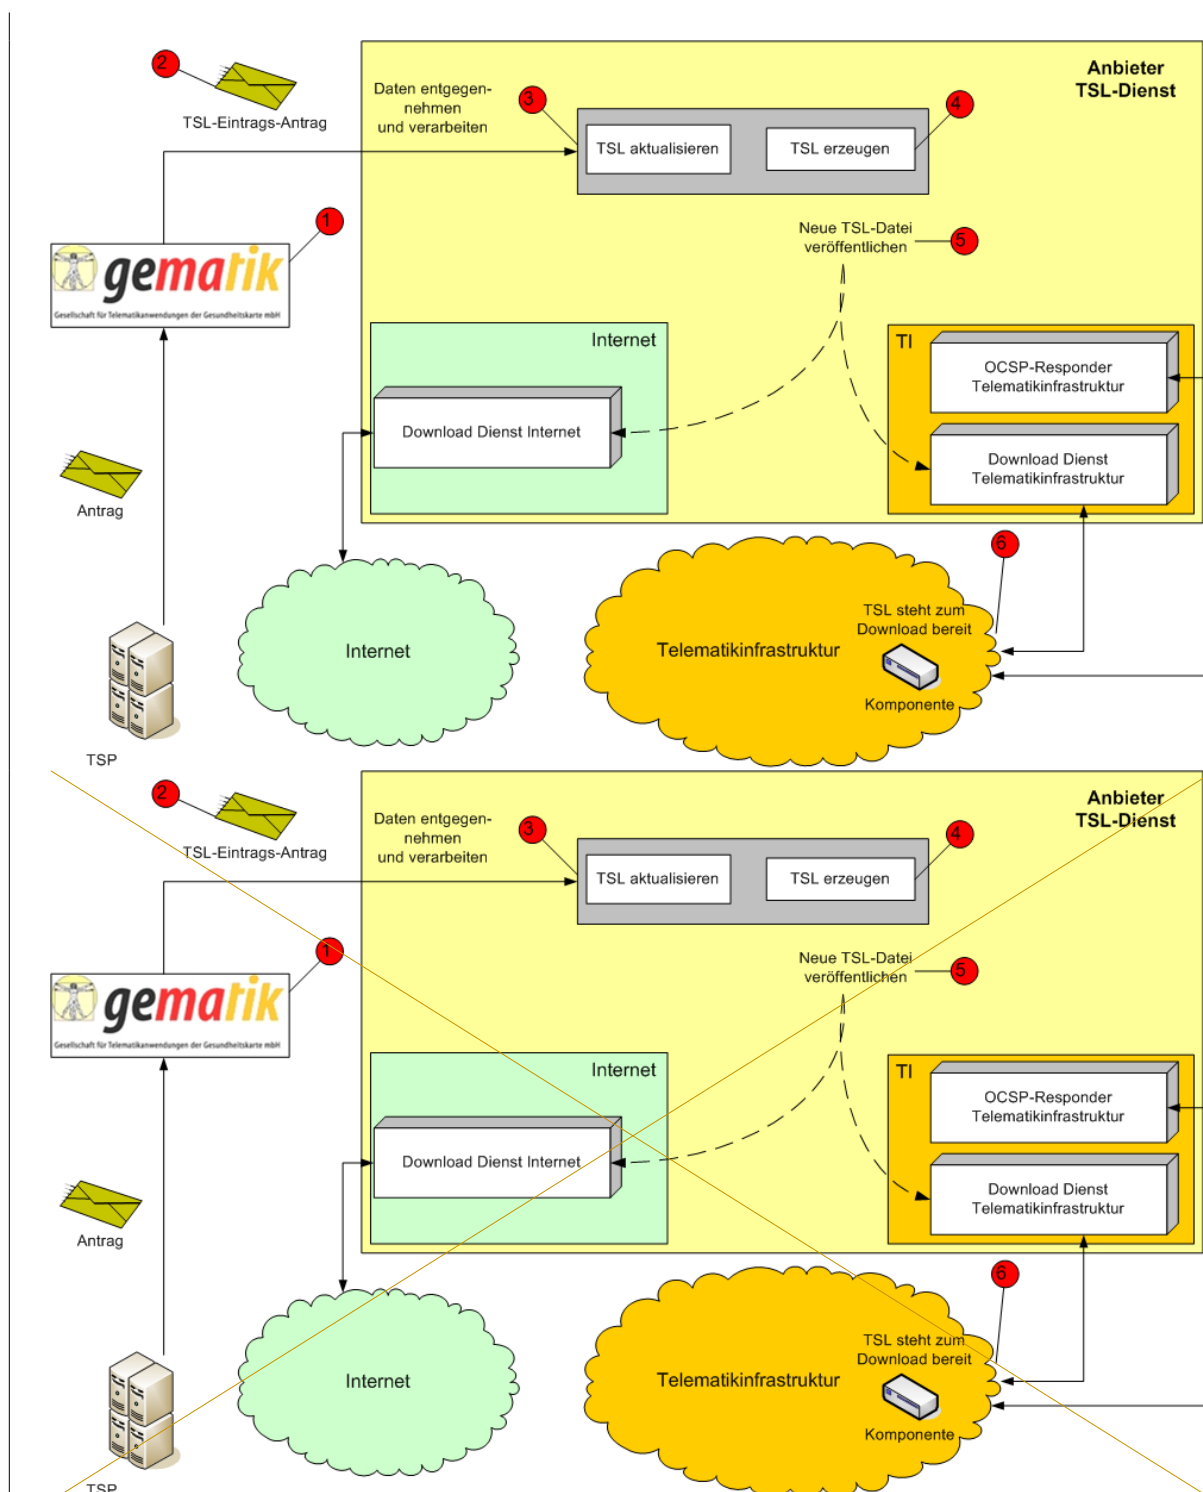 2
TSL-Eintrags-Antrag
Daten entgegen-
nehmen
und verarbeiten
3
4
Anbieter
TSL-Dienst
TSL aktualisieren
TSL erzeugen
1
gematik
Gesellschaft für Telematikanwendungen der Gesundheitskarte mbH
Neue TSL-Datei
veröffentlichen
5
Internet
Download Dienst Internet
TI
OCSP-Responder
Telematikinfrastruktur
Download Dienst
Telematikinfrastruktur
Antrag
6
Internet
Telematikinfrastruktur
TSL steht zum
Download bereit
Komponente
TSP
2
TSL-Eintrags-Antrag
Daten entgegen-
nehmen
und verarbeiten
3
4
Anbieter
TSL-Dienst
TSL aktualisieren
TSL erzeugen
1
gematik
Gesellschaft für Telematikanwendungen der Gesundheitskarte mbH
Neue TSL-Datei
veröffentlichen
5
Internet
Download Dienst Internet
TI
OCSP-Responder
Telematikinfrastruktur
Download Dienst
Telematikinfrastruktur
Antrag
6
Internet
Telematikinfrastruktur
TSL steht zum
Download bereit
Komponente
TSP